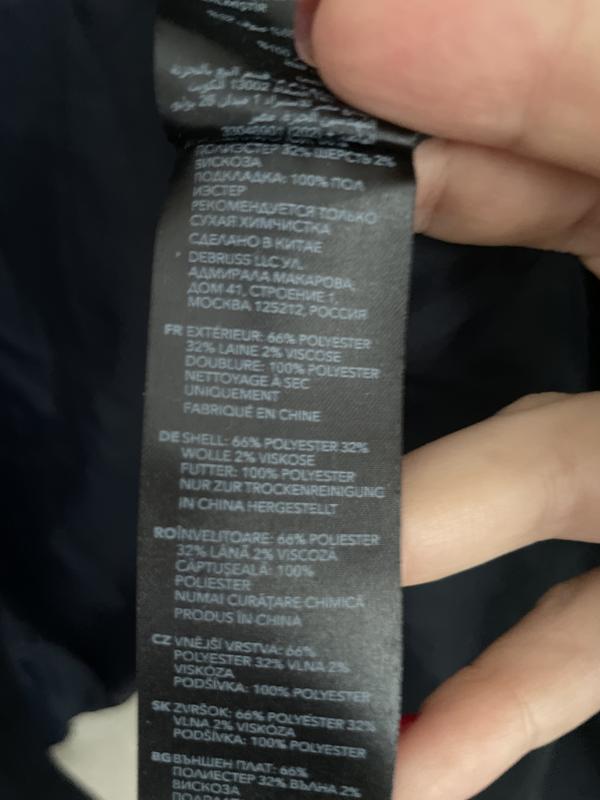 13002
ПОЛИЭСТЕР 32% ШЕРСТЬ 2%
ВИСКОЗА
ПОДКЛАДКА: 100% ПОЛ
ИЭСТЕР
РЕКОМЕНДУЕТСЯ ТОЛЬКО
СУХАЯ ХИМЧИСТКА
СДЕЛАНО В КИТАЕ
DEBRUSS LLC УЛ.
АДМИРАЛА МАКАРОВА,
ДОМ 41, СТРОЕНИЕ 1,
МОСКВА 125212, РОССИЯ
FR EXTÉRIEUR: 66% POLYESTER
32% LAINE 2% VISCOSE
DOUBLURE: 100% POLYESTER
NETTOYAGE À SEC
UNIQUEMENT
FABRIQUÉ EN CHINE
DE SHELL: 66% POLYESTER 32%
WOLLE 2% VISKOSE
FUTTER: 100% POLYESTER
NUR ZUR TROCKENREINIGUNG
IN CHINA HERGESTELLT
RO ÎNVELITOARE: 66% POLIESTER
32% LÂNĂ 2% VISCOZĂ
CĂPTUȘEALĂ: 100%
POLIESTER
NUMAI CURĂȚARE CHIMICĂ
PRODUS ÎN CHINA
CZ VNĚJŠÍ VRSTVA: 66%
POLYESTER 32% VLNA 2%
VISKÓZA
PODŠÍVKA: 100% POLYESTER
SK ZVRŠOK: 66% POLYESTER 32%
VLNA 2% VISKÓZA
PODŠÍVKA: 100% POLYESTER
BG ВЪНШЕН ПЛАТ: 66%
ПОЛИЕСТЕР 32% ВЪЛНА 2%
ВИСКОЗА